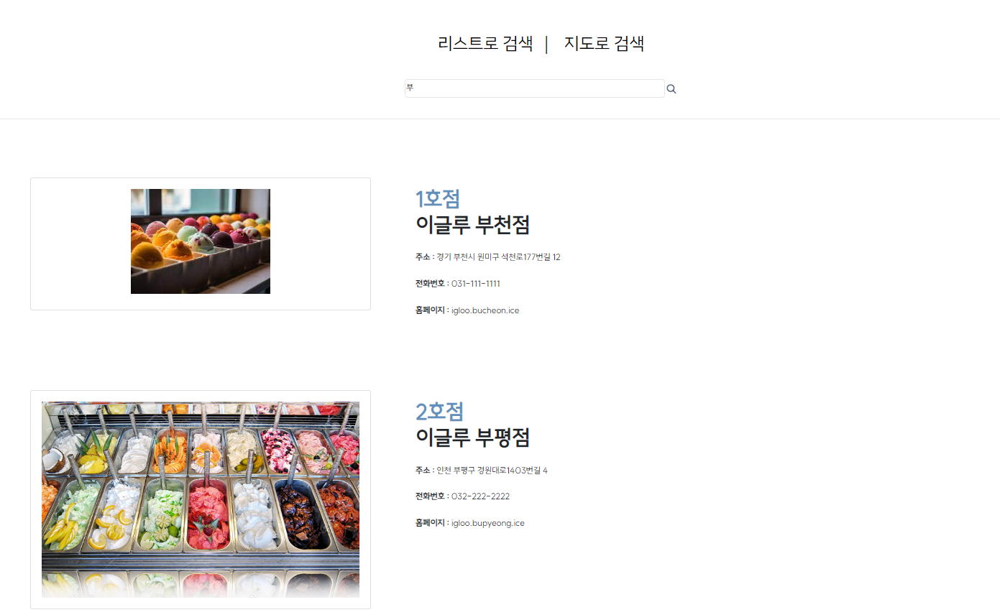 리스트로 검색 | 지도로 검색
부
1호점
이글루 부천점
주소 : 경기 부천시 원미구 석천로177번길 12
전화번호 : 031-111-1111
홈페이지 : igloo.bucheon.ice
2호점
이글루 부평점
주소 : 인천 부평구 경원대로1403번길 4
전화번호 : 032-222-2222
홈페이지 : igloo.bupyeong.ice